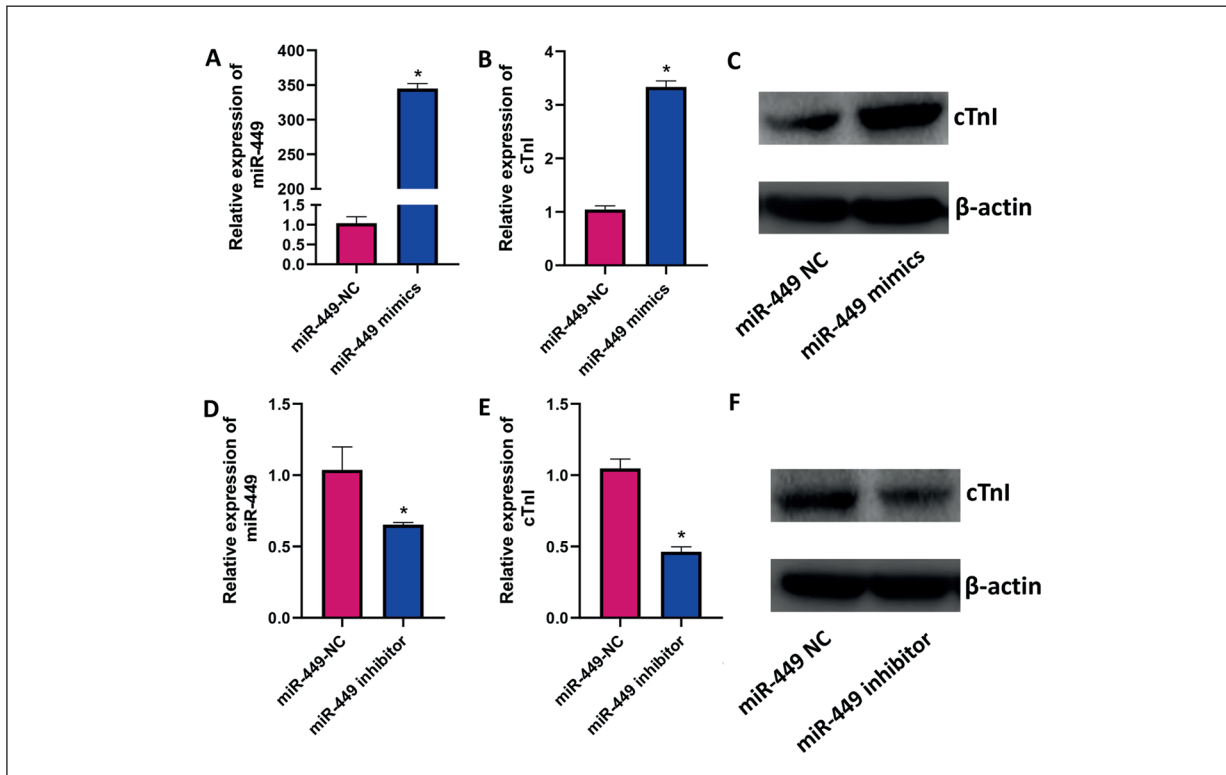 A
Relative expression of
miR-449
400
350
300
250
200
1.5
1.0
0.5
0.0
*
miR-449-NC
miR-449 mimics
B
Relative expression of
cTnI
4
3
2
1
0
*
miR-449-NC
miR-449 mimics
C
cTnI
β-actin
miR-449 NC
miR-449 mimics
D
Relative expression of
miR-449
1.5
1.0
0.5
0.0
*
miR-449-NC
miR-449 inhibitor
E
Relative expression of
cTnI
1.5
1.0
0.5
0.0
*
miR-449-NC
miR-449 inhibitor
F
cTnI
β-actin
miR-449 NC
miR-449 inhibitor